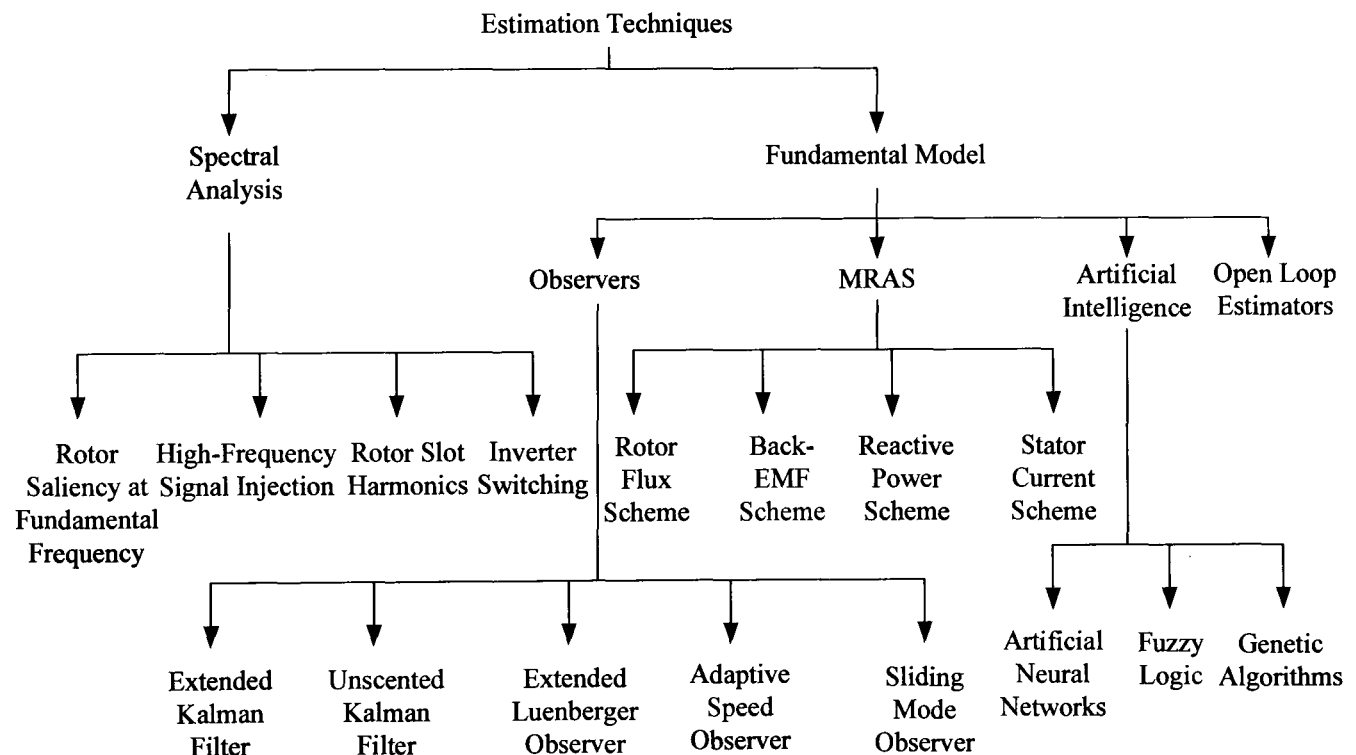 Estimation Techniques
Spectral
Analysis
Fundamental Model
Observers
MRAS
Artificial
Intelligence
Open Loop
Estimators
Rotor
Saliency at
Fundamental
Frequency
High-Frequency
Signal Injection
Rotor Slot
Harmonics
Inverter
Switching
Rotor
Flux
Scheme
Back-
EMF
Scheme
Reactive
Power
Scheme
Stator
Current
Scheme
Extended
Kalman
Filter
Unscented
Kalman
Filter
Extended
Luenberger
Observer
Adaptive
Speed
Observer
Sliding
Mode
Observer
Artificial
Neural
Networks
Fuzzy
Logic
Genetic
Algorithms